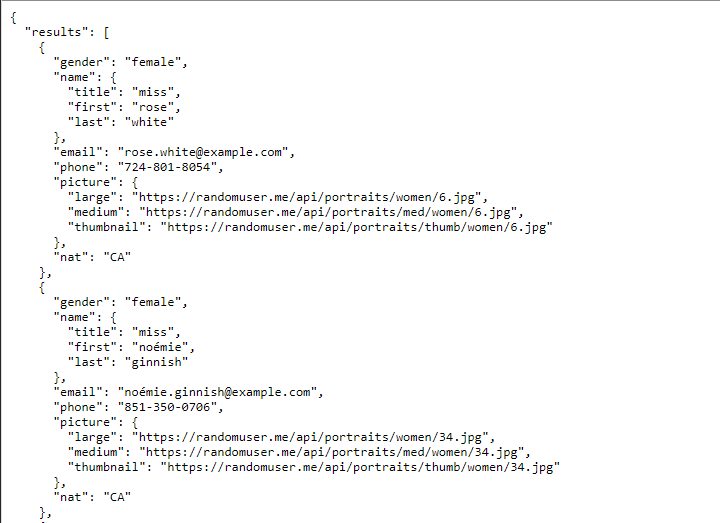 {
  "results": [
    {
      "gender": "female",
      "name": {
        "title": "miss",
        "first": "rose",
        "last": "white"
      },
      "email": "rose.white@example.com",
      "phone": "724-801-8054",
      "picture": {
        "large": "https://randomuser.me/api/portraits/women/6.jpg",
        "medium": "https://randomuser.me/api/portraits/med/women/6.jpg",
        "thumbnail": "https://randomuser.me/api/portraits/thumb/women/6.jpg"
      },
      "nat": "CA"
    },
    {
      "gender": "female",
      "name": {
        "title": "miss",
        "first": "noémie",
        "last": "ginnish"
      },
      "email": "noémie.ginnish@example.com",
      "phone": "851-350-0706",
      "picture": {
        "large": "https://randomuser.me/api/portraits/women/34.jpg",
        "medium": "https://randomuser.me/api/portraits/med/women/34.jpg",
        "thumbnail": "https://randomuser.me/api/portraits/thumb/women/34.jpg"
      },
      "nat": "CA"
    },